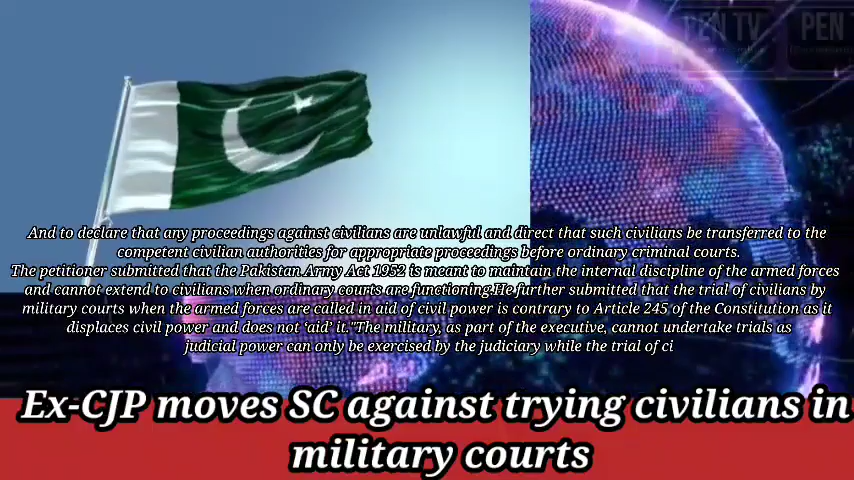 PEN TV
PEN
And to declare that any proceedings against civilians are unlawful and direct that such civilians be transferred to the
competent civilian authorities for appropriate proceedings before ordinary criminal courts.
The petitioner submitted that the Pakistan Army Act 1952 is meant to maintain the internal discipline of the armed forces
and cannot extend to civilians when ordinary courts are functioning.He further submitted that the trial of civilians by
military courts when the armed forces are called in aid of civil power is contrary to Article 245 of the Constitution as it
displaces civil power and does not ‘aid’ it."The military, as part of the executive, cannot undertake trials as
judicial power can only be exercised by the judiciary while the trial of ci
Ex-CJP moves SC against trying civilians in
military courts